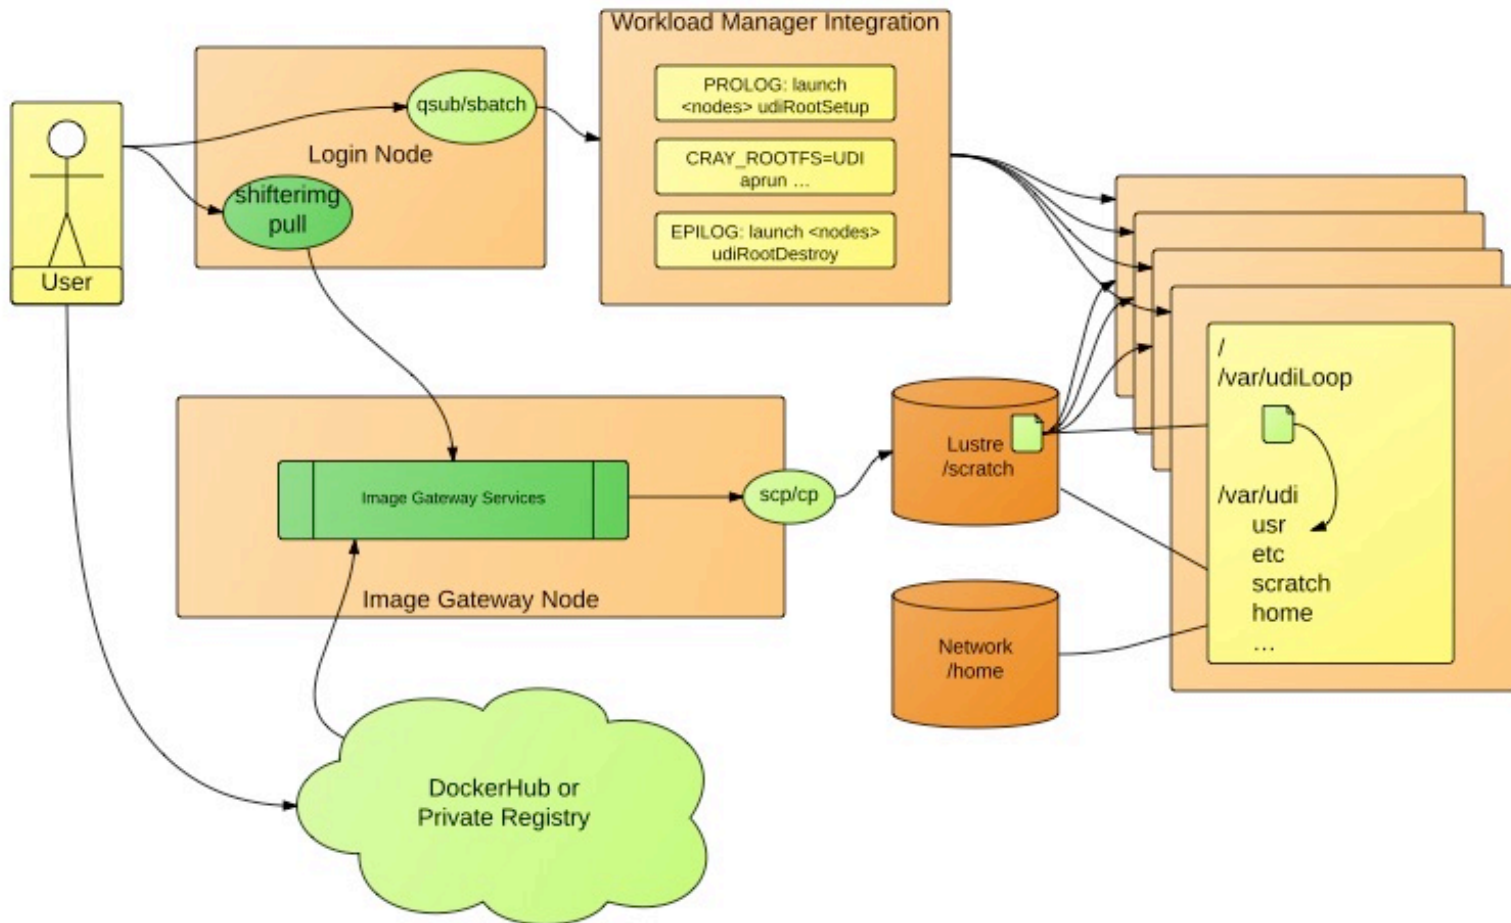 Workload Manager Integration
PROLOG: launch
<nodes> udiRootSetup
CRAY_ROOTFS=UDI
aprun ...
EPILOG: launch <nodes>
udiRootDestroy
qsub/sbatch
Login Node
shifterimg
pull
User
/
/var/udiLoop
/var/udi
usr
etc
scratch
home
...
Lustre
/scratch
scp/cp
Image Gateway Services
Image Gateway Node
Network
/home
DockerHub or
Private Registry